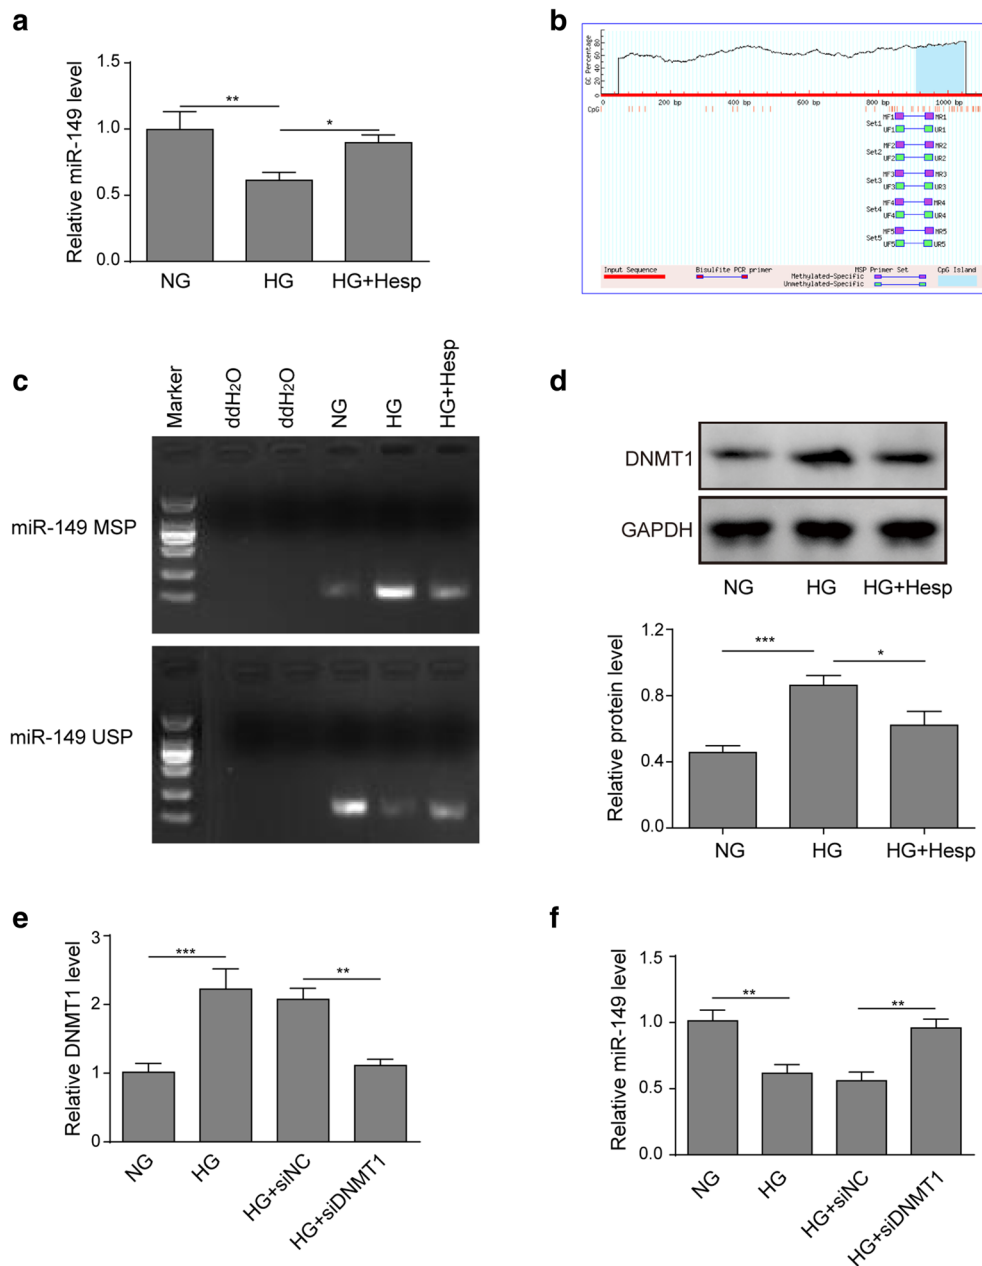 a
Relative miR-149 level
1.5
1.0
0.5
0.0
**
*
NG HG HG+Hesp
b
GC Percentage
80
60
40
20
0
0 200 bp 400 bp 600 bp 800 bp 1000 bp
CpG
Set1 MF1 MR1
UF1 UR1
Set2 MF2 MR2
UF2 UR2
Set3 MF3 MR3
UF3 UR3
Set4 MF4 MR4
UF4 UR4
Set5 MF5 MR5
UF5 UR5
Input Sequence Bisulfite PCR primer MSP Primer Set CpG Island
Methylated-Specific
Unmethylated-Specific
c
Marker ddH2O ddH2O NG HG HG+Hesp
miR-149 MSP
miR-149 USP
d
DNMT1
GAPDH
NG HG HG+Hesp
Relative protein level
1.2
0.8
0.4
0.0
***
*
NG HG HG+Hesp
e
Relative DNMT1 level
3
2
1
0
***
**
NG HG HG+siNC HG+siDNMT1
f
Relative miR-149 level
1.5
1.0
0.5
0.0
**
**
NG HG HG+siNC HG+siDNMT1